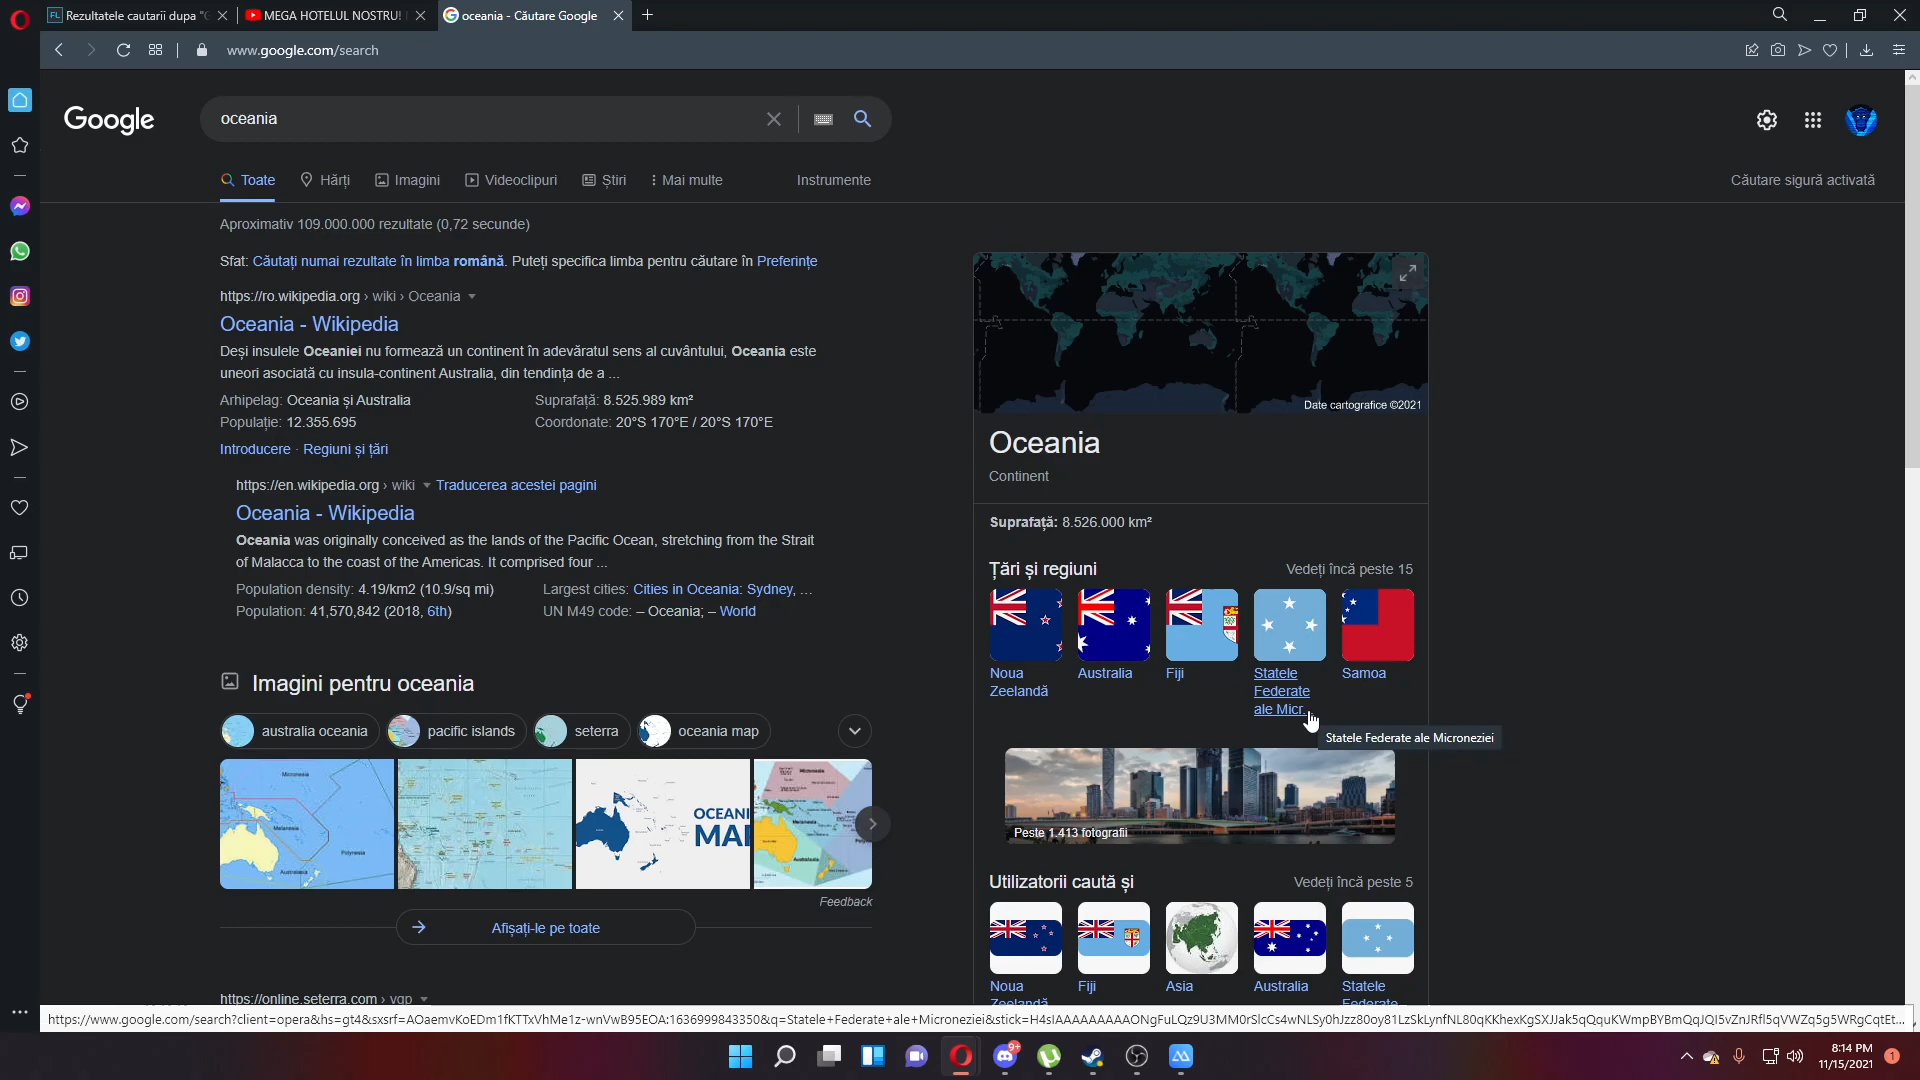 Rezultatele cautarii dupa "
MEGA HOTELUL NOSTRU!
oceania - Căutare Google
www.google.com/search
Google
oceania
Toate
Hărți
Imagini
Videoclipuri
Știri
Mai multe
Instrumente
Căutare sigură activată
Aproximativ 109.000.000 rezultate (0,72 secunde)
Sfat: Căutați numai rezultate în limba română. Puteți specifica limba pentru căutare în Preferințe
https://ro.wikipedia.org › wiki › Oceania
Oceania - Wikipedia
Deși insulele Oceaniei nu formează un continent în adevăratul sens al cuvântului, Oceania este
uneori asociată cu insula-continent Australia, din tendința de a ...
Arhipelag: Oceania și Australia
Suprafață: 8.525.989 km²
Populație: 12.355.695
Coordonate: 20°S 170°E / 20°S 170°E
Introducere · Regiuni și țări
https://en.wikipedia.org › wiki
Traducerea acestei pagini
Oceania - Wikipedia
Oceania was originally conceived as the lands of the Pacific Ocean, stretching from the Strait
of Malacca to the coast of the Americas. It comprised four ...
Population density: 4.19/km2 (10.9/sq mi)
Largest cities: Cities in Oceania: Sydney, ...
Population: 41,570,842 (2018, 6th)
UN M49 code: – Oceania; – World
Imagini pentru oceania
australia oceania
pacific islands
seterra
oceania map
Micronesia
Melanesia
Polynesia
Australasia
OCEANI
MAI
Micronesia
Melanesia
Australasia
Feedback
Afișați-le pe toate
https://online.seterra.com › vgp
Date cartografice ©2021
Oceania
Continent
Suprafață: 8.526.000 km²
Țări și regiuni
Vedeți încă peste 15
Noua
Zeelandă
Australia
Fiji
Statele
Federate
ale Micr...
Samoa
Statele Federate ale Microneziei
Peste 1.413 fotografii
Utilizatorii caută și
Vedeți încă peste 5
Noua
Zeelandă
Fiji
Asia
Australia
Statele
Federate
9+
8:14 PM
11/15/2021
1